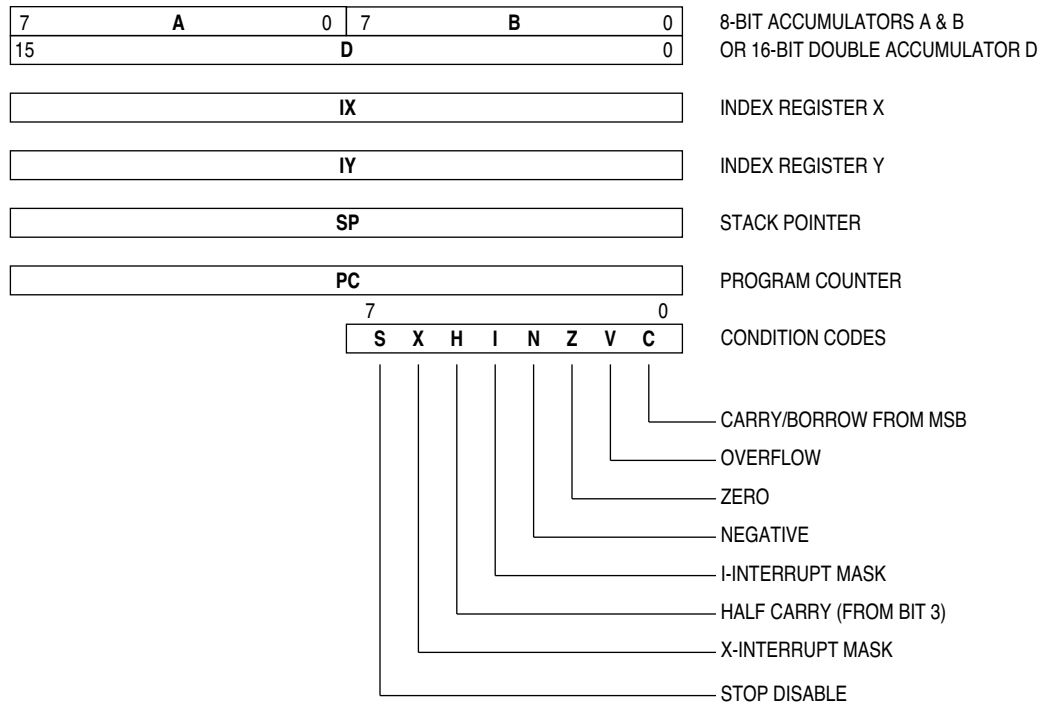 7 A 0 7 B 0 8-BIT ACCUMULATORS A & B
15 D 0 OR 16-BIT DOUBLE ACCUMULATOR D
IX INDEX REGISTER X
IY INDEX REGISTER Y
SP STACK POINTER
PC PROGRAM COUNTER
7 0
S X H I N Z V C CONDITION CODES
CARRY/BORROW FROM MSB
OVERFLOW
ZERO
NEGATIVE
I-INTERRUPT MASK
HALF CARRY (FROM BIT 3)
X-INTERRUPT MASK
STOP DISABLE